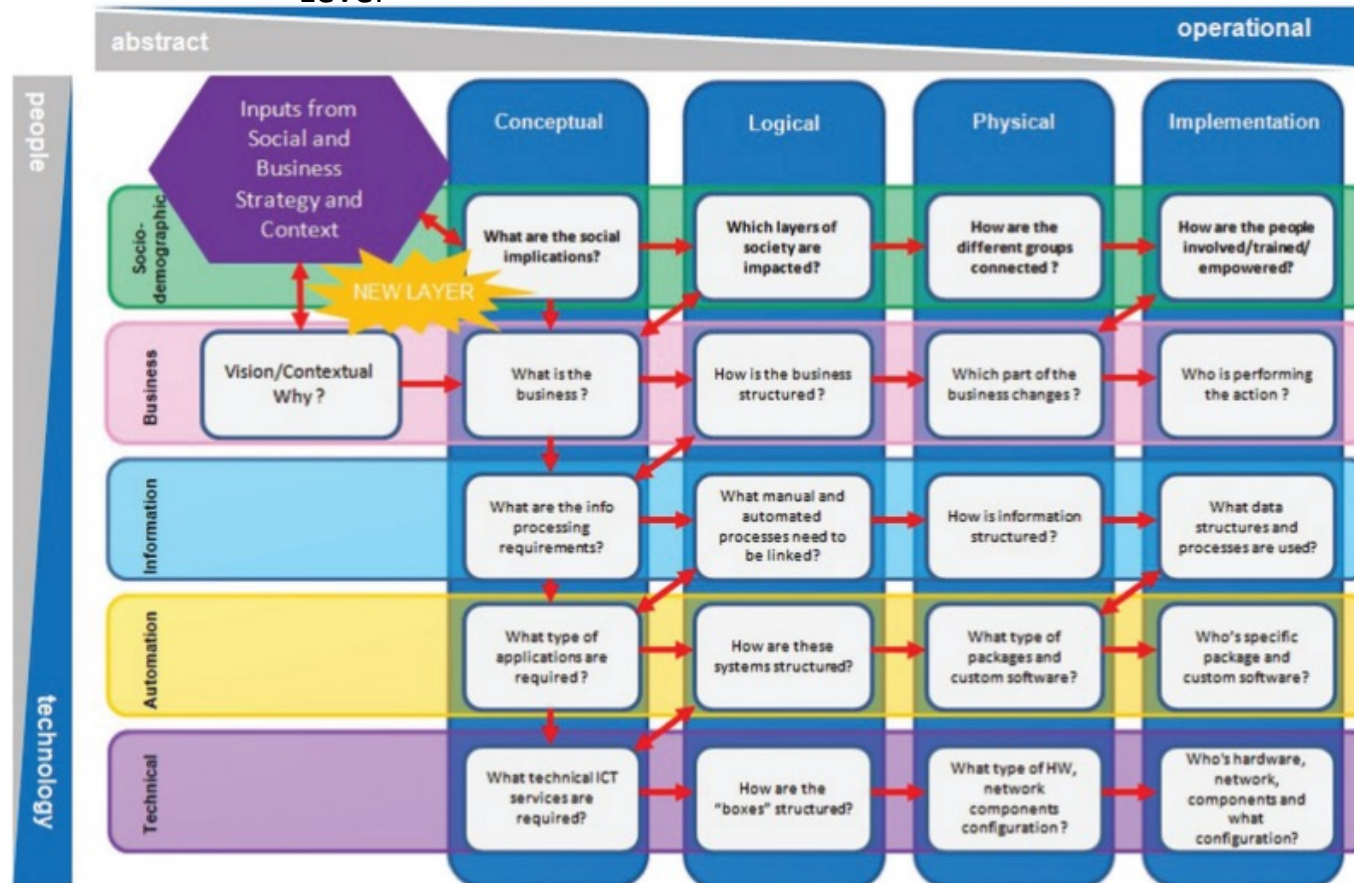 Level
abstract
operational
people
technology
Inputs from
Social and
Business
Strategy and
Context
NEW LAYER
Conceptual
Logical
Physical
Implementation
Socio-
demographic
What are the social
implications?
Which layers of
society are
impacted?
How are the
different groups
connected ?
How are the people
involved/trained/
empowered?
Business
Vision/Contextual
Why ?
What is the
business ?
How is the business
structured ?
Which part of the
business changes ?
Who is performing
the action ?
Information
What are the info
processing
requirements?
What manual and
automated
processes need to
be linked?
How is information
structured ?
What data
structures and
processes are used?
Automation
What type of
applications are
required ?
How are these
systems structured?
What type of
packages and
custom software?
Who's specific
package and
custom software?
Technical
What technical ICT
services are
required?
How are the
"boxes" structured?
What type of HW,
network
components
configuration ?
Who's hardware,
network,
components and
what
configuration?